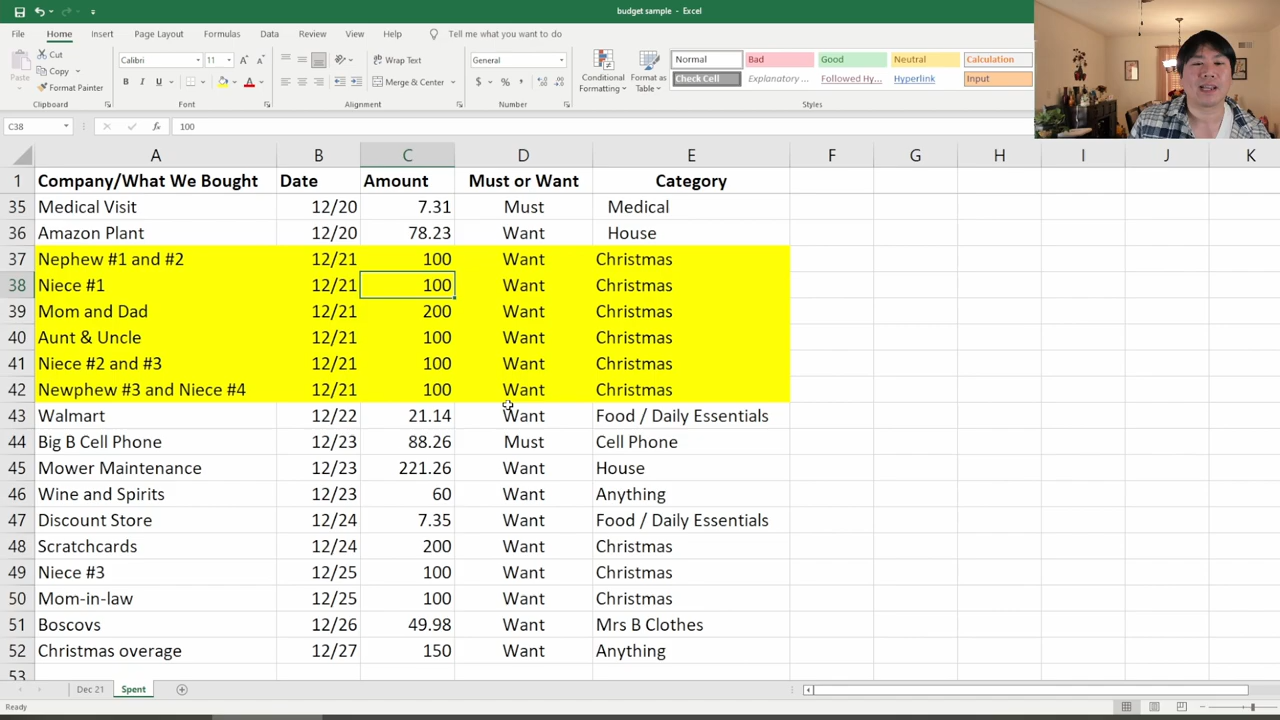 budget sample - Excel
File Home Insert Page Layout Formulas Data Review View Help Tell me what you want to do
Cut
Copy
Format Painter
Paste
Clipboard
Calibri 11
B I U
Font
Wrap Text
Merge & Center
Alignment
General
$ % ,
Number
Conditional Formatting
Format as Table
Normal Bad Good Neutral Calculation
Check Cell Explanatory ... Followed Hy... Hyperlink Input
Styles
C38 fx 100
A B C D E F G H I J K
1 Company/What We Bought Date Amount Must or Want Category
35 Medical Visit 12/20 7.31 Must Medical
36 Amazon Plant 12/20 78.23 Want House
37 Nephew #1 and #2 12/21 100 Want Christmas
38 Niece #1 12/21 100 Want Christmas
39 Mom and Dad 12/21 200 Want Christmas
40 Aunt & Uncle 12/21 100 Want Christmas
41 Niece #2 and #3 12/21 100 Want Christmas
42 Newphew #3 and Niece #4 12/21 100 Want Christmas
43 Walmart 12/22 21.14 Want Food / Daily Essentials
44 Big B Cell Phone 12/23 88.26 Must Cell Phone
45 Mower Maintenance 12/23 221.26 Want House
46 Wine and Spirits 12/23 60 Want Anything
47 Discount Store 12/24 7.35 Want Food / Daily Essentials
48 Scratchcards 12/24 200 Want Christmas
49 Niece #3 12/25 100 Want Christmas
50 Mom-in-law 12/25 100 Want Christmas
51 Boscovs 12/26 49.98 Want Mrs B Clothes
52 Christmas overage 12/27 150 Want Anything
53
Dec 21 Spent
Ready